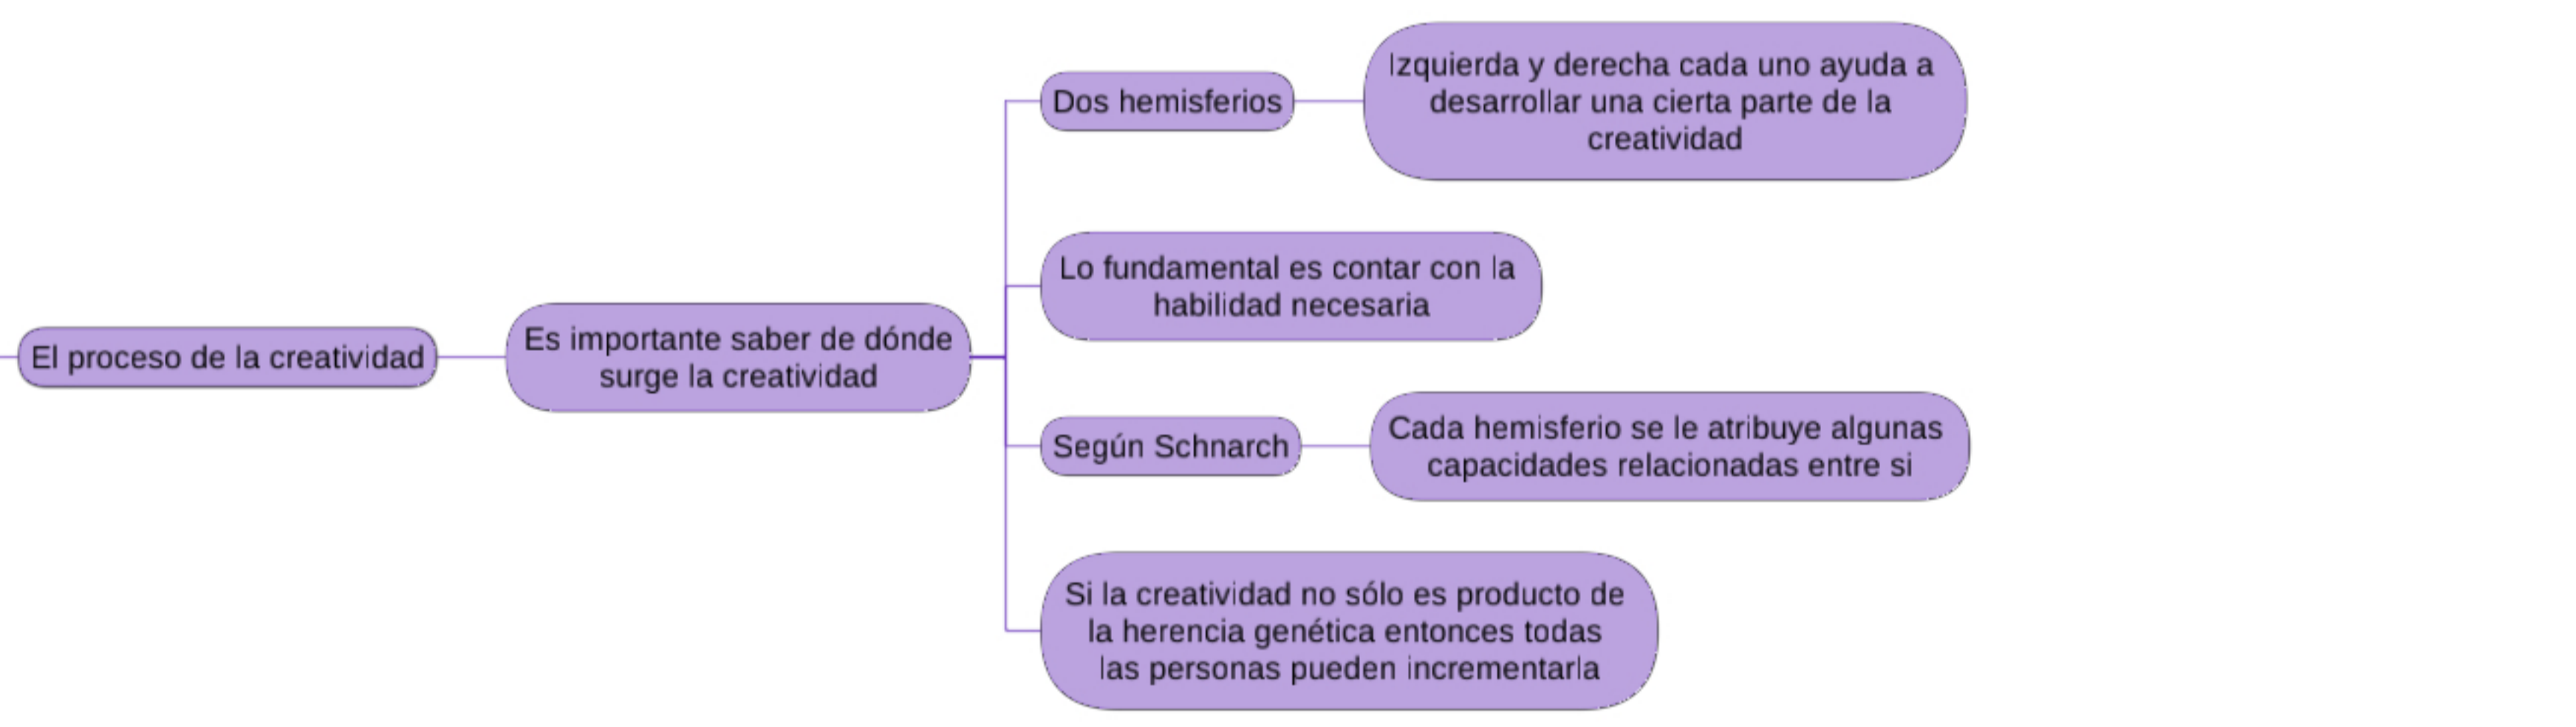 El proceso de la creatividad
Es importante saber de dónde
surge la creatividad
Dos hemisferios
Izquierda y derecha cada uno ayuda a
desarrollar una cierta parte de la
creatividad
Lo fundamental es contar con la
habilidad necesaria
Según Schnarch
Cada hemisferio se le atribuye algunas
capacidades relacionadas entre si
Si la creatividad no sólo es producto de
la herencia genética entonces todas
las personas pueden incrementarla